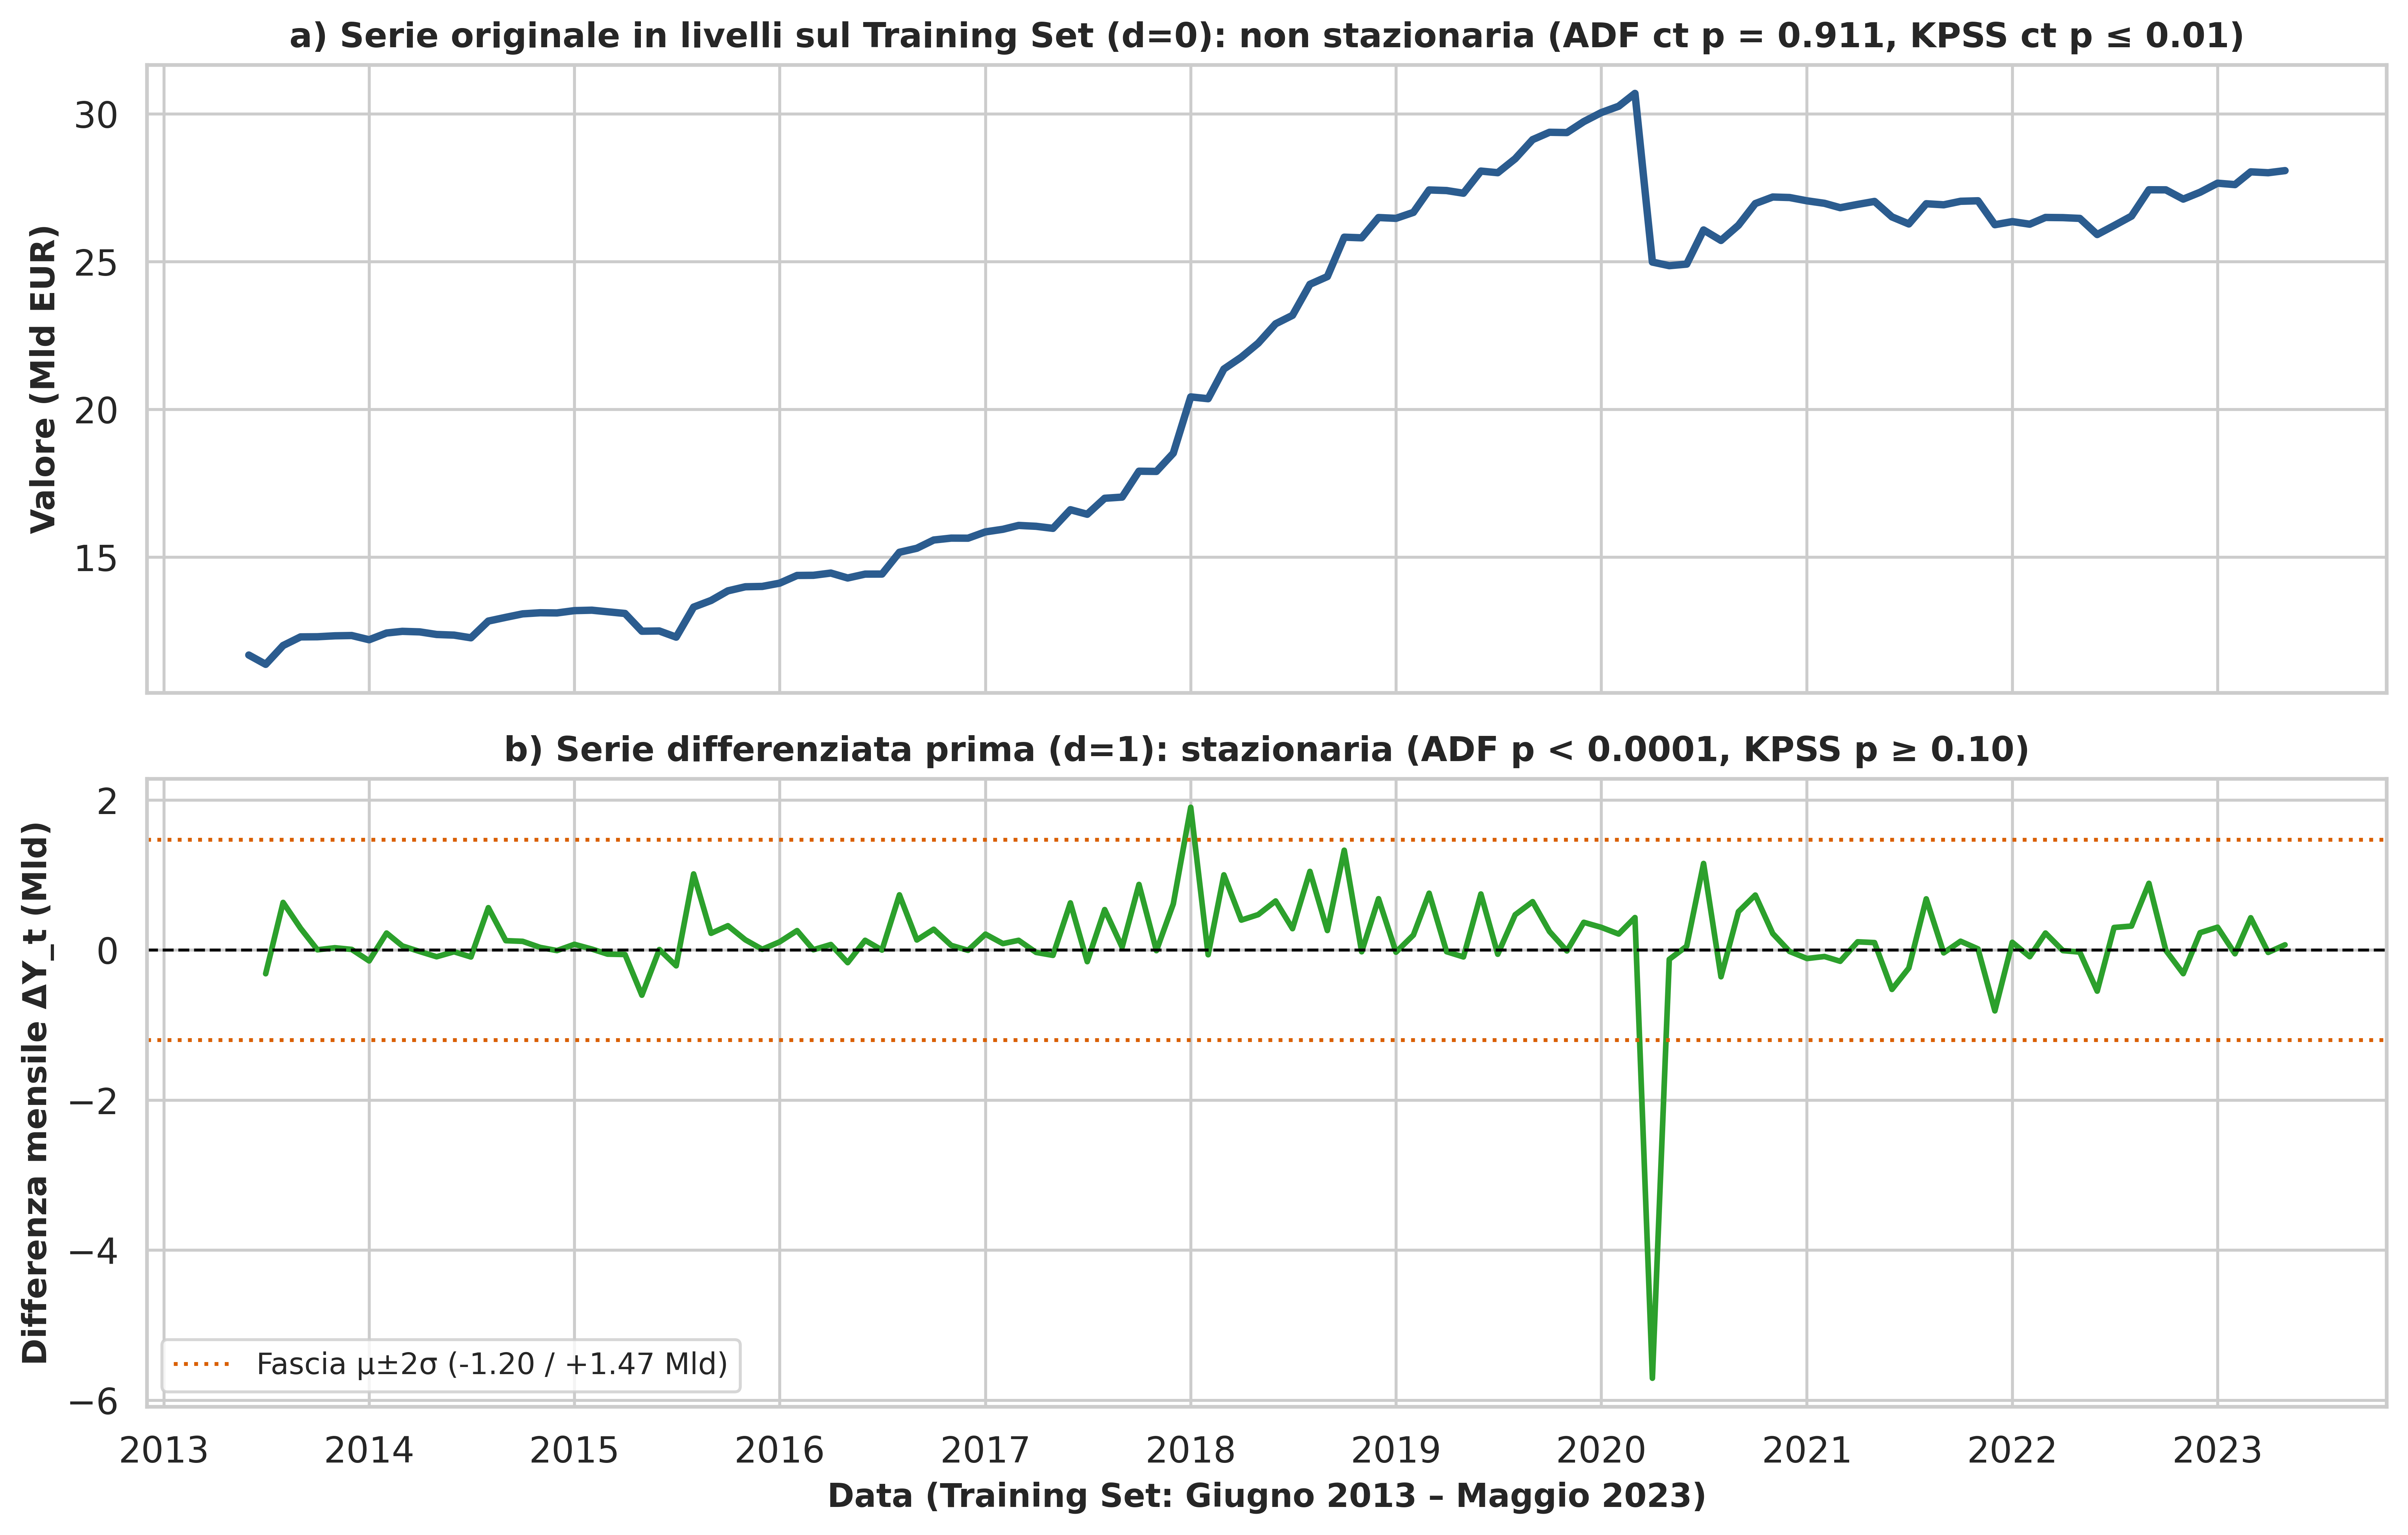 a) Serie originale in livelli sul Training Set (d=0): non stazionaria (ADF ct p = 0.911, KPSS ct p ≤ 0.01)
Valore (Mld EUR)
30
25
20
15
b) Serie differenziata prima (d=1): stazionaria (ADF p < 0.0001, KPSS p ≥ 0.10)
Differenza mensile ΔY_t (Mld)
2
0
−2
−4
−6
Fascia μ±2σ (-1.20 / +1.47 Mld)
2013 2014 2015 2016 2017 2018 2019 2020 2021 2022 2023
Data (Training Set: Giugno 2013 – Maggio 2023)